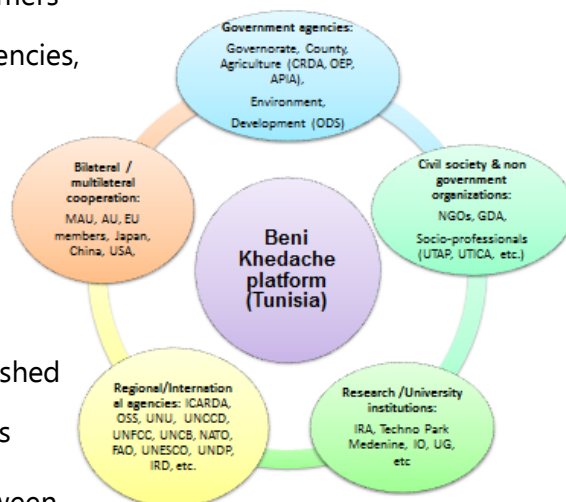 mers
encies,
shed
s
ween
Government agencies:
Governorate, County,
Agriculture (CRDA, OEP,
APIA),
Environment,
Development (ODS)
Bilateral /
multilateral
cooperation:
MAU, AU, EU
members, Japan,
China, USA,
Civil society & non
government
organizations:
NGOs, GDA,
Socio-professionals
(UTAP, UTICA, etc.)
Beni
Khedache
platform
(Tunisia)
Regional/Internation
al agencies: ICARDA,
OSS, UNU, UNCCD,
UNFCC, UNCB, NATO,
FAO, UNESCO, UNDP,
IRD, etc.
Research /University
institutions:
IRA, Techno Park
Medenine, IO, UG,
etc